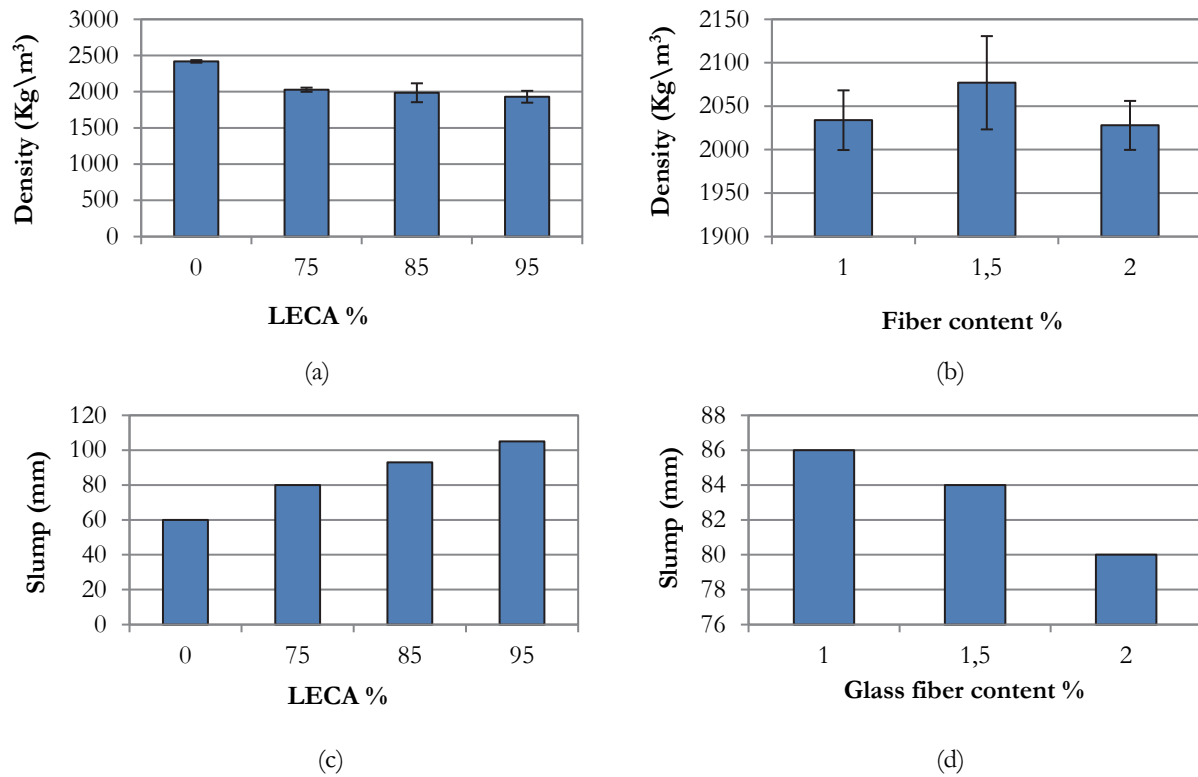 3000
2500
2000
1500
1000
500
0
Density (Kg\m³)
0 75 85 95
LECA %
(a)
2150
2100
2050
2000
1950
1900
Density (Kg\m³)
1 1,5 2
Fiber content %
(b)
120
100
80
60
40
20
0
Slump (mm)
0 75 85 95
LECA %
(c)
88
86
84
82
80
78
76
Slump (mm)
1 1,5 2
Glass fiber content %
(d)